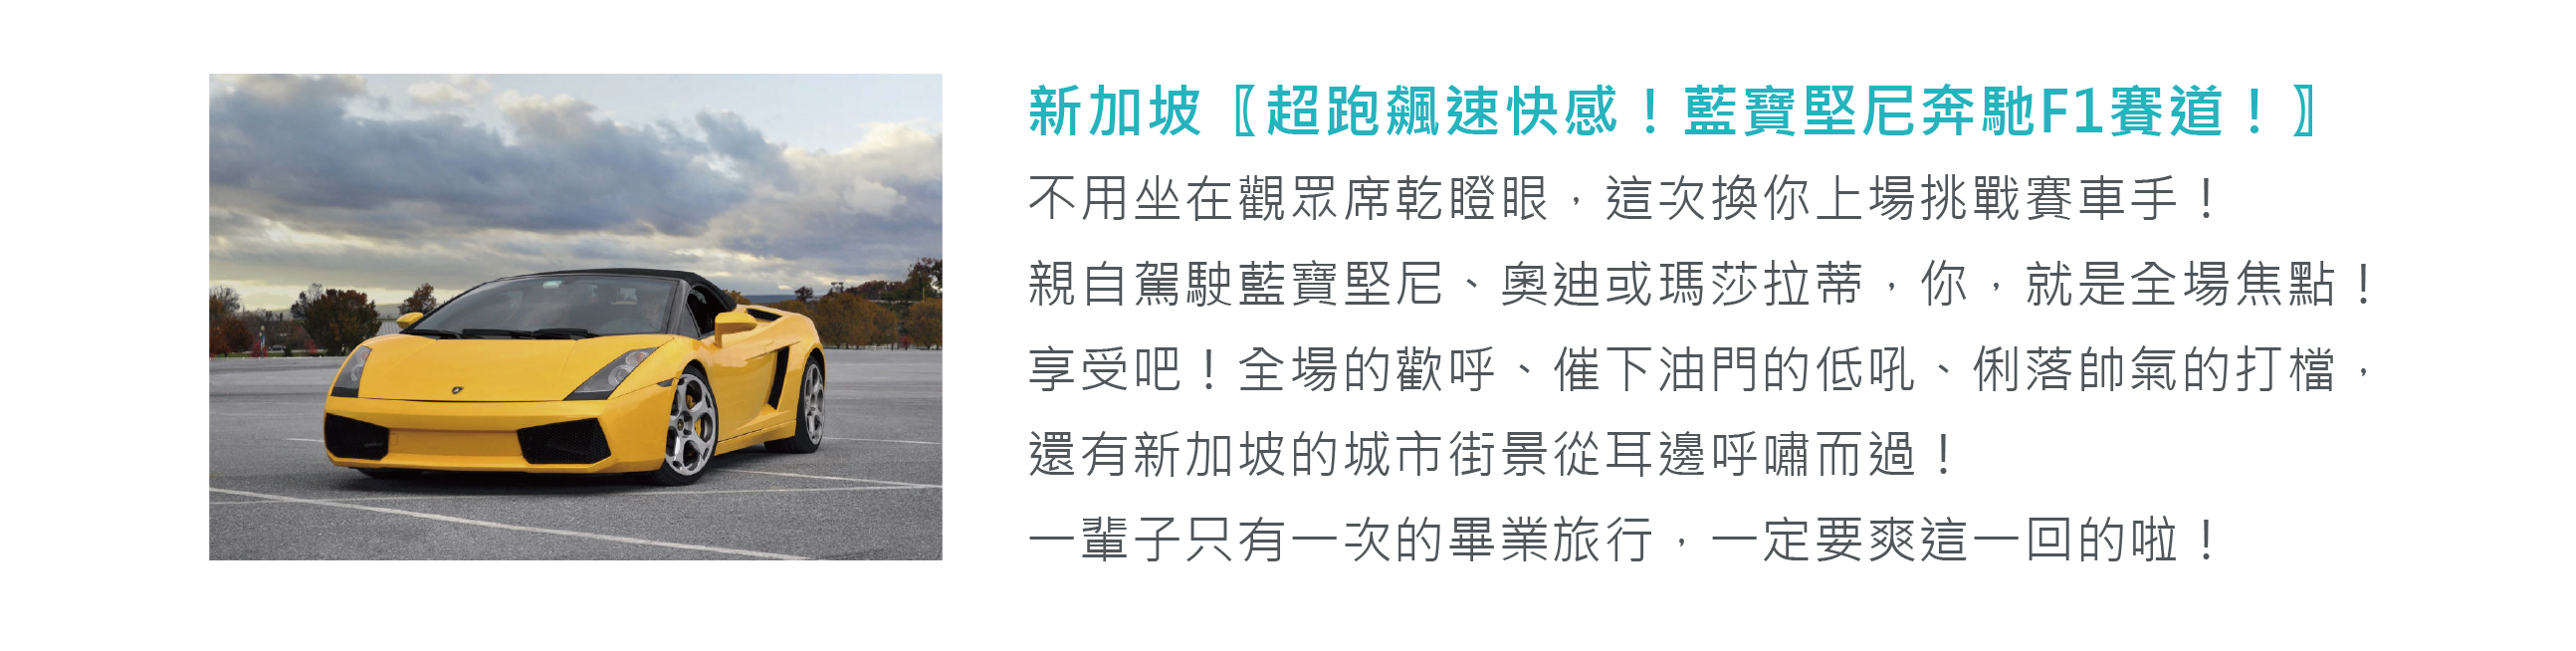 新加坡〖超跑飆速快感！藍寶堅尼奔馳F1賽道！〗
不用坐在觀眾席乾瞪眼，這次換你上場挑戰賽車手！
親自駕駛藍寶堅尼、奧迪或瑪莎拉蒂，你，就是全場焦點！
享受吧！全場的歡呼、催下油門的低吼、俐落帥氣的打檔，
還有新加坡的城市街景從耳邊呼嘯而過！
一輩子只有一次的畢業旅行，一定要爽這一回的啦！